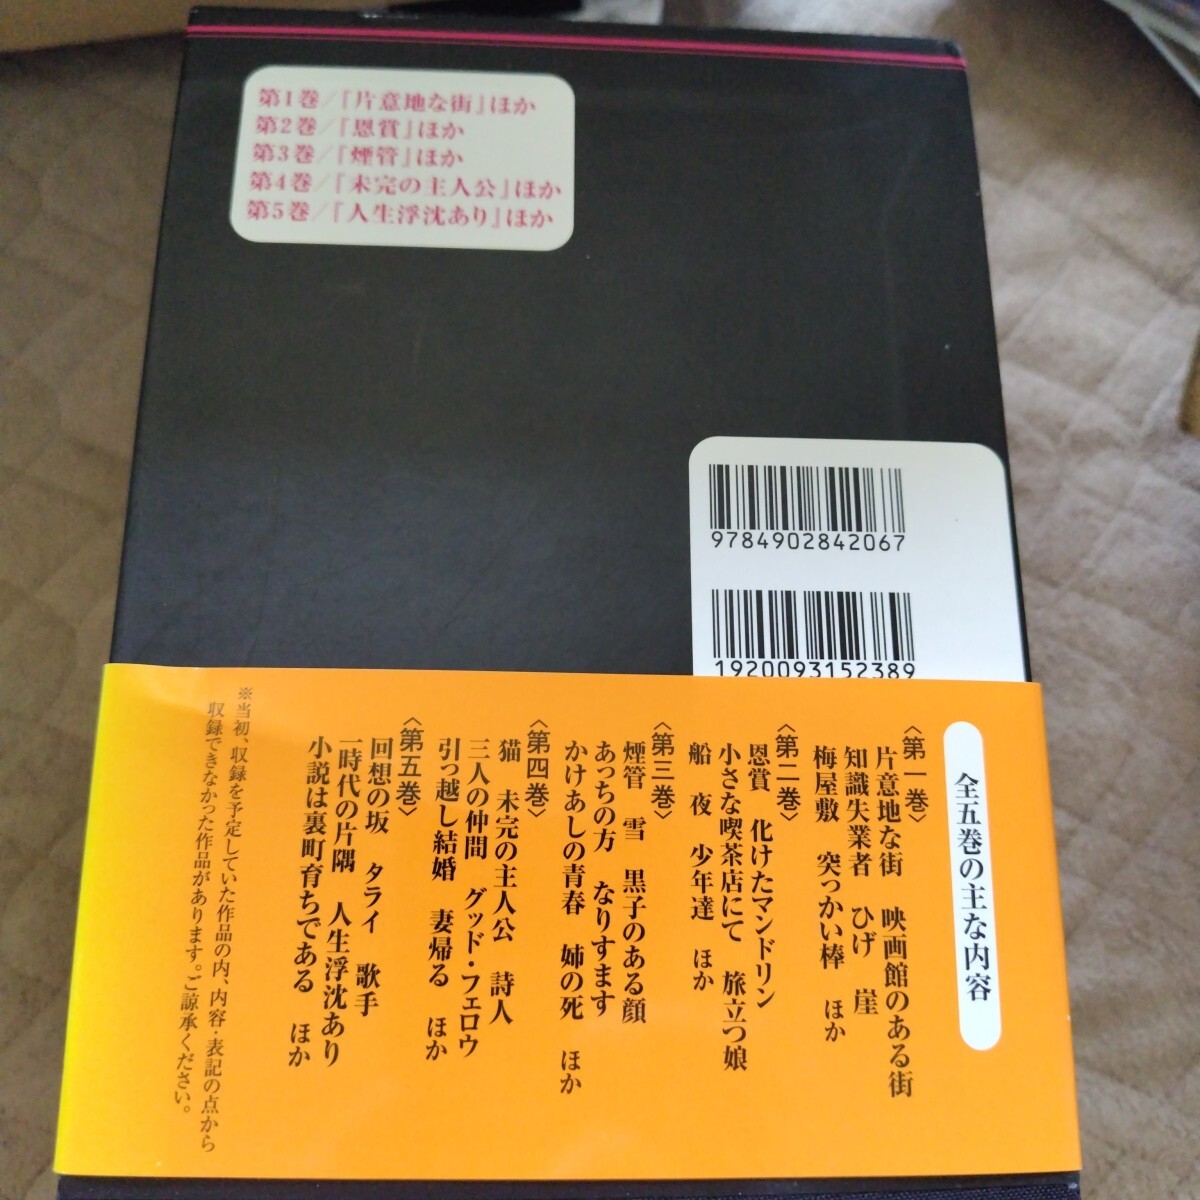 第1巻／『片意地な街』ほか
第2巻／『恩賞』ほか
第3巻／『煙管』ほか
第4巻／『未完の主人公』ほか
第5巻／『人生浮沈あり』ほか
9784902842067
1920093152389
全五巻の主な内容
〈第一巻〉
片意地な街　映画館のある街
知識失業者　ひげ　崖
梅屋敷　突っかい棒　ほか
〈第二巻〉
恩賞　化けたマンドリン
小さな喫茶店にて　旅立つ娘
船　夜　少年達　ほか
〈第三巻〉
煙管　雪　黒子のある顔
あっちの方　なりすます
かけあしの青春　姉の死　ほか
〈第四巻〉
猫　未完の主人公　詩人
三人の仲間　グッド・フェロウ
引っ越し結婚　妻帰る　ほか
〈第五巻〉
回想の坂　タライ　歌手
一時代の片隅　人生浮沈あり
小説は裏町育ちである　ほか
※当初、収録を予定していた作品の内、内容・表記の点から
収録できなかった作品があります。ご諒承ください。